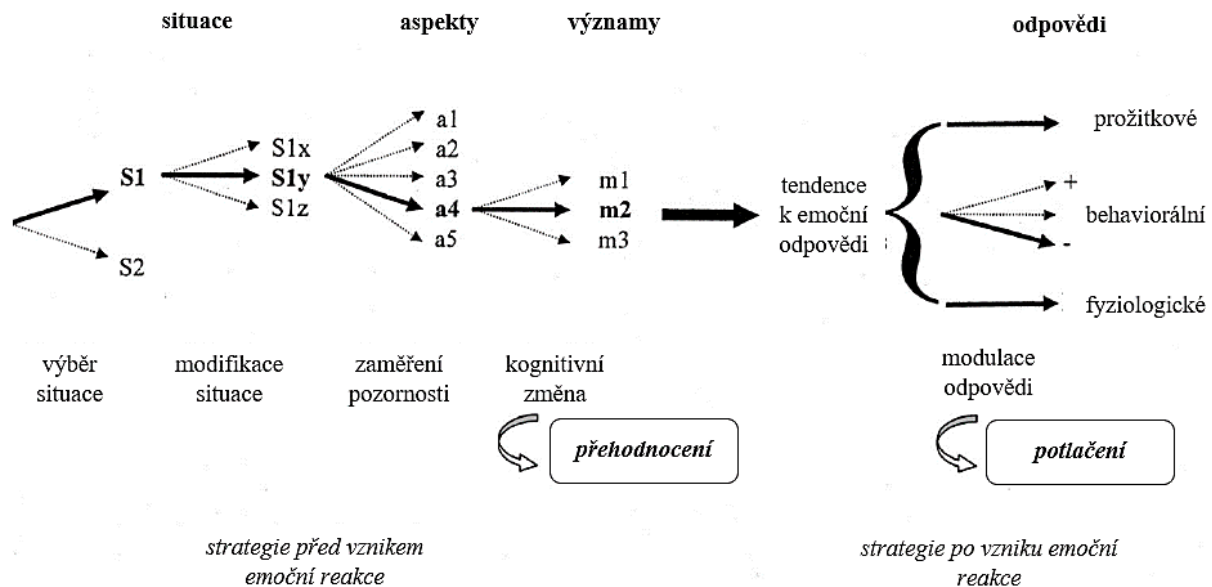 situace aspekty významy odpovědi
a1
prožitkové
S1x
a2
S1
S1y
a3
m1
tendence
+
S1z
a4
m2
k emoční
behaviorální
a5
m3
odpovědi
-
S2
fyziologické
výběr
situace
modifikace
situace
zaměření
pozornosti
kognitivní
změna
modulace
odpovědi
přehodnocení
potlačení
strategie před vznikem
emoční reakce
strategie po vzniku emoční
reakce